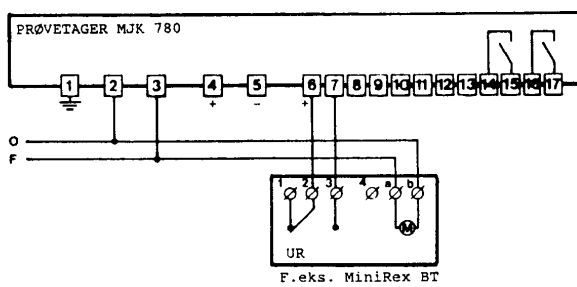 PRØVETAGER MJK 780
1 2 3 4 5 6 7 8 9 10 11 12 13 14 15 16 17
+ - +
O
F
1 2 3 4 a b
M
UR
F.eks. MiniRex BT